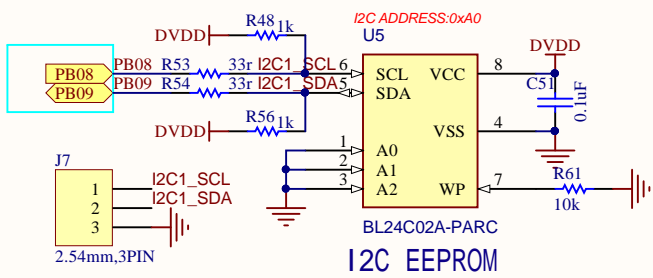 I2C ADDRESS:0xA0
R48 1k
U5
DVDD
DVDD
PB08 PB08 R53 33r I2C1_SCL 6 SCL VCC 8
PB09 PB09 R54 33r I2C1_SDA 5 SDA
C51 0.1uF
R56 1k
DVDD
VSS 4
1 A0
2 A1
3 A2 WP 7 R61 10k
J7
1 I2C1_SCL
2 I2C1_SDA
3
2.54mm,3PIN
BL24C02A-PARC
I2C EEPROM